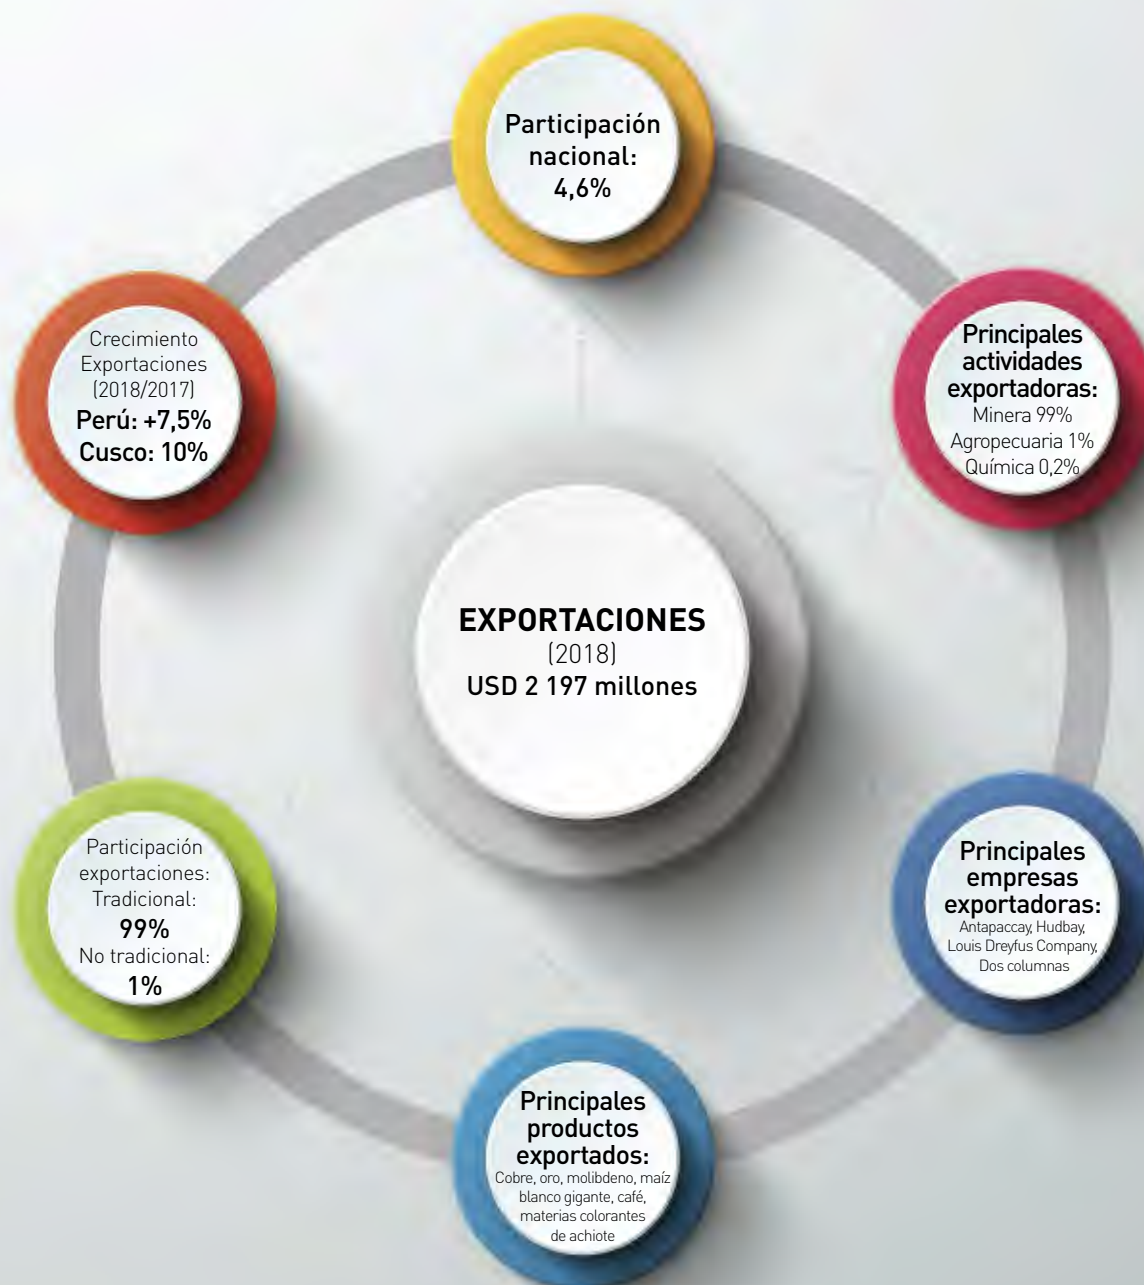 Participación
nacional:
4,6%
Crecimiento
Exportaciones
(2018/2017)
Perú: +7,5%
Cusco: 10%
Principales
actividades
exportadoras:
Minera 99%
Agropecuaria 1%
Química 0,2%
EXPORTACIONES
(2018)
USD 2 197 millones
Participación
exportaciones:
Tradicional:
99%
No tradicional:
1%
Principales
empresas
exportadoras:
Antapaccay, Hudbay,
Louis Dreyfus Company,
Dos columnas
Principales
productos
exportados:
Cobre, oro, molibdeno, maíz
blanco gigante, café,
materias colorantes
de achiote